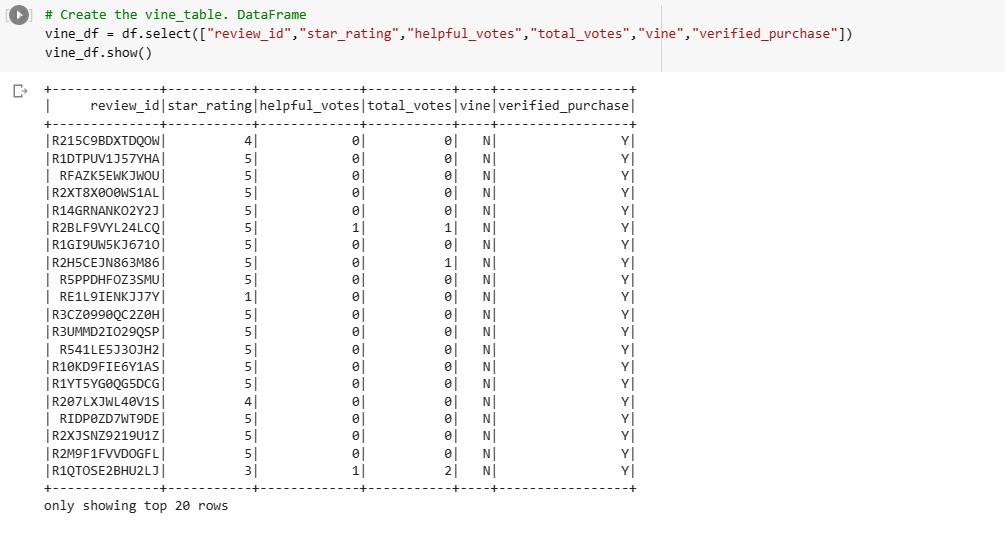 # Create the vine_table. DataFrame
vine_df = df.select(["review_id","star_rating","helpful_votes","total_votes","vine","verified_purchase"])
vine_df.show()
+--------------+-----------+-------------+-----------+----+-----------------+
|     review_id|star_rating|helpful_votes|total_votes|vine|verified_purchase|
+--------------+-----------+-------------+-----------+----+-----------------+
|R215C9BDXTDQOW|          4|            0|          0|   N|                Y|
|R1DTPUV1J57YHA|          5|            0|          0|   N|                Y|
| RFAZK5EWKJWOU|          5|            0|          0|   N|                Y|
|R2XT8X0O0WS1AL|          5|            0|          0|   N|                Y|
|R14GRNANKO2Y2J|          5|            0|          0|   N|                Y|
|R2BLF9VYL24LCQ|          5|            1|          1|   N|                Y|
|R1GI9UW5KJ671O|          5|            0|          0|   N|                Y|
|R2H5CEJN863M86|          5|            0|          1|   N|                Y|
| R5PPDHFOZ3SMU|          5|            0|          0|   N|                Y|
| RE1L9IENKJJ7Y|          1|            0|          0|   N|                Y|
|R3CZ0990QC2Z0H|          5|            0|          0|   N|                Y|
|R3UMMD2IO29QSP|          5|            0|          0|   N|                Y|
| R541LE5J3OJH2|          5|            0|          0|   N|                Y|
|R10KD9FIE6Y1AS|          5|            0|          0|   N|                Y|
|R1YT5YG0QG5DCG|          5|            0|          0|   N|                Y|
|R207LXJWL40V1S|          4|            0|          0|   N|                Y|
| RIDP0ZD7WT9DE|          5|            0|          0|   N|                Y|
|R2XJSNZ9219U1Z|          5|            0|          0|   N|                Y|
|R2M9F1FVVDOGFL|          5|            0|          0|   N|                Y|
|R1QTOSE2BHU2LJ|          3|            1|          2|   N|                Y|
+--------------+-----------+-------------+-----------+----+-----------------+
only showing top 20 rows